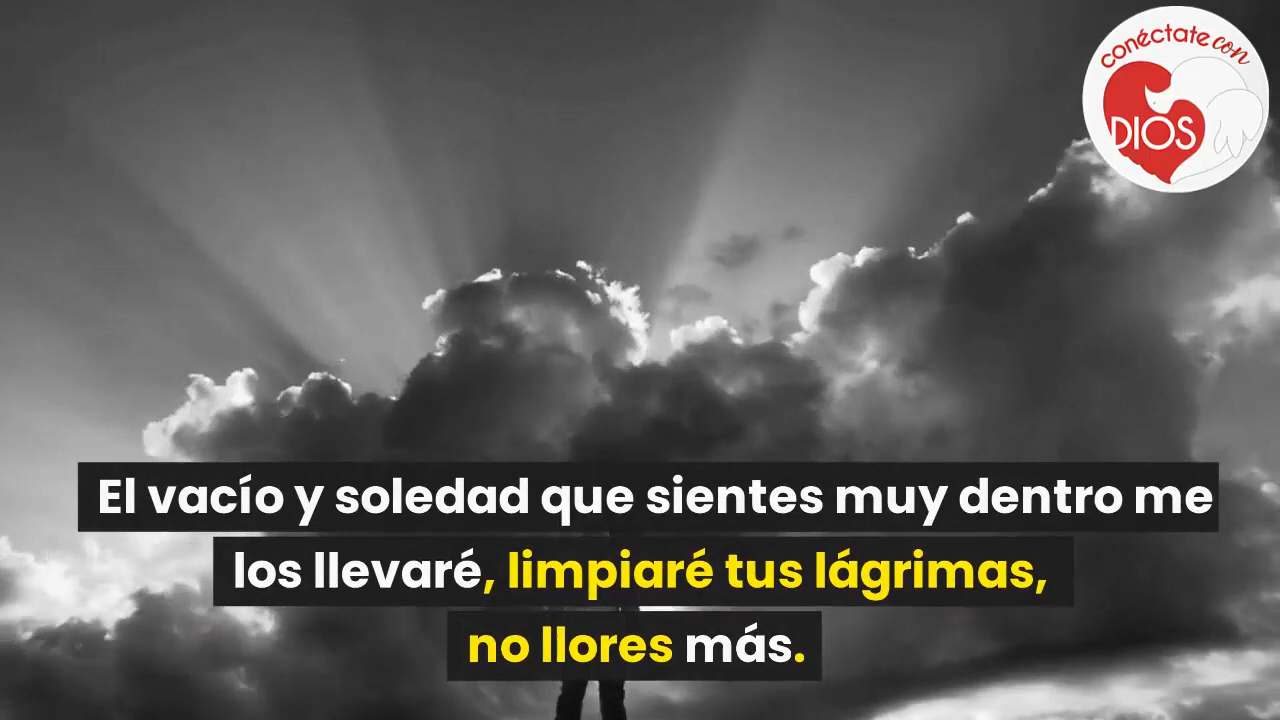 conéctate con
DIOS
El vacío y soledad que sientes muy dentro me
los llevaré, limpiaré tus lágrimas,
no llores más.